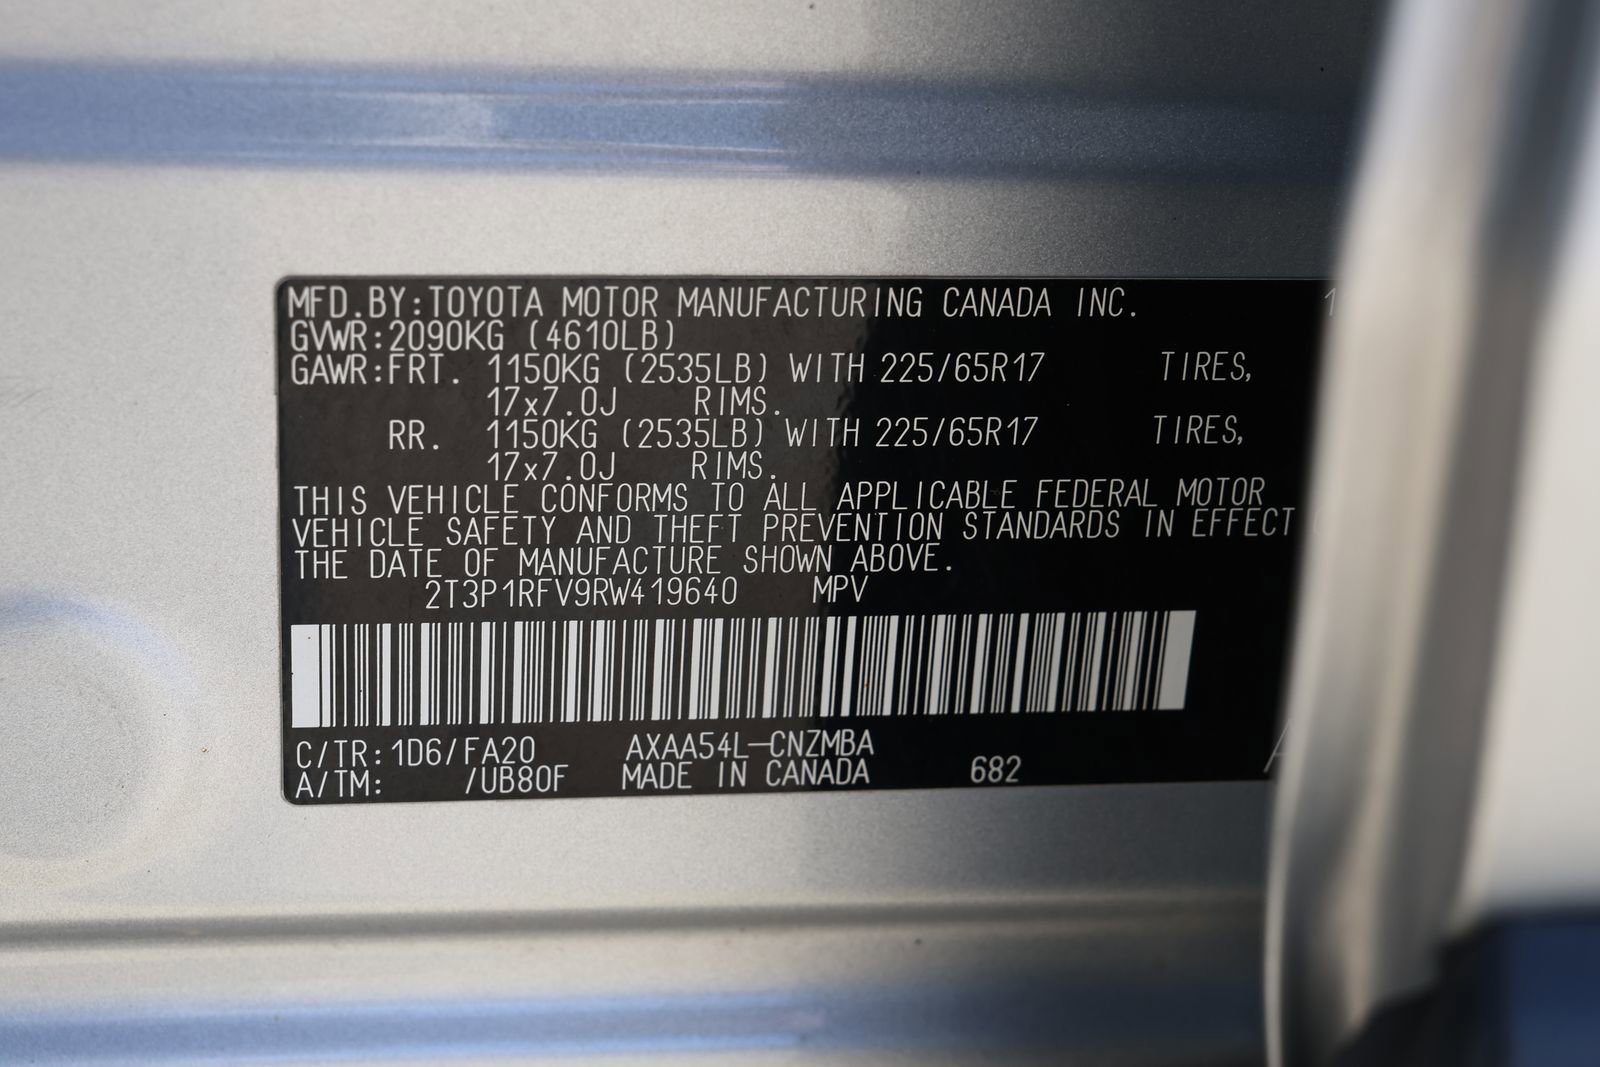 MFD.BY:TOYOTA MOTOR MANUFACTURING CANADA INC.
GVWR:2090KG (4610LB)
GAWR:FRT. 1150KG (2535LB) WITH 225/65R17 TIRES,
17x7.0J RIMS.
RR. 1150KG (2535LB) WITH 225/65R17 TIRES,
17x7.0J RIMS.
THIS VEHICLE CONFORMS TO ALL APPLICABLE FEDERAL MOTOR
VEHICLE SAFETY AND THEFT PREVENTION STANDARDS IN EFFECT
THE DATE OF MANUFACTURE SHOWN ABOVE.
2T3P1RFV9RW419640 MPV
C/TR:1D6/FA20 AXAA54L-CNZMBA
A/TM: /UB80F MADE IN CANADA 682